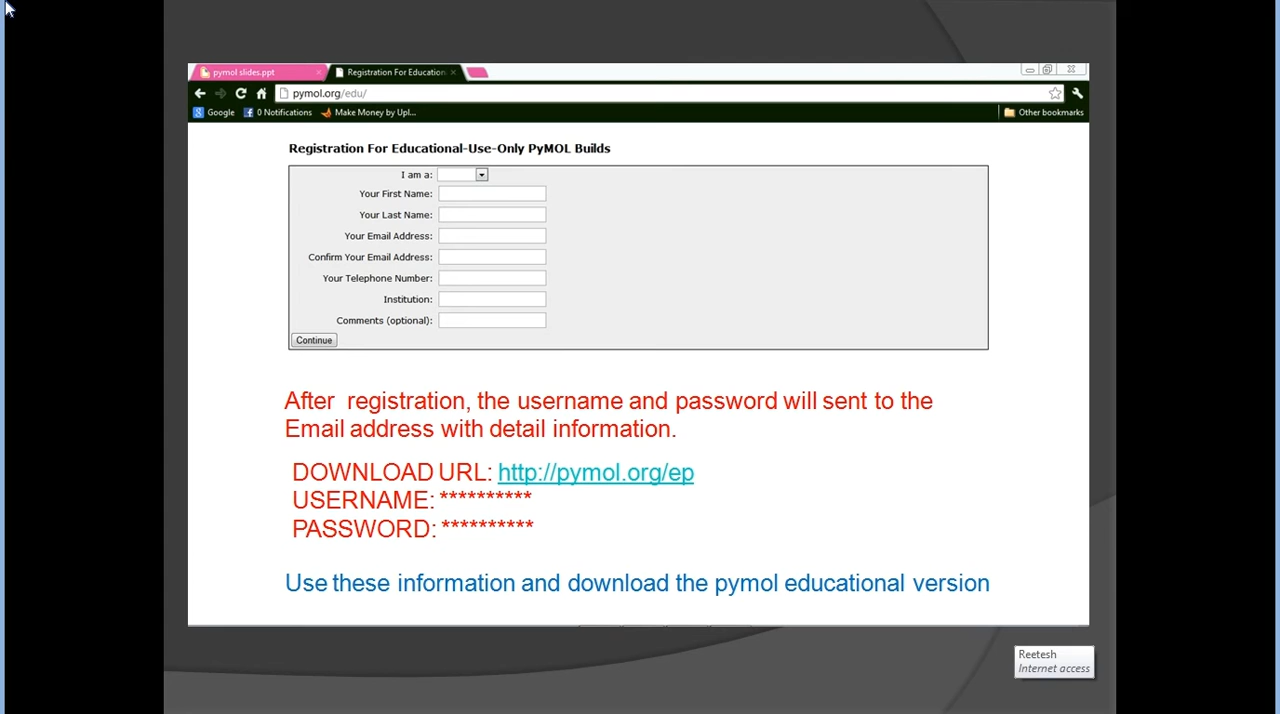 pymol slides.ppt
Registration For Education
pymol.org/edu/
Google 0 Notifications Make Money by Upl... Other bookmarks
Registration For Educational-Use-Only PyMOL Builds
I am a:
Your First Name:
Your Last Name:
Your Email Address:
Confirm Your Email Address:
Your Telephone Number:
Institution:
Comments (optional):
Continue
After registration, the username and password will sent to the
Email address with detail information.
DOWNLOAD URL: http://pymol.org/ep
USERNAME: **********
PASSWORD: **********
Use these information and download the pymol educational version
Reetesh
Internet access